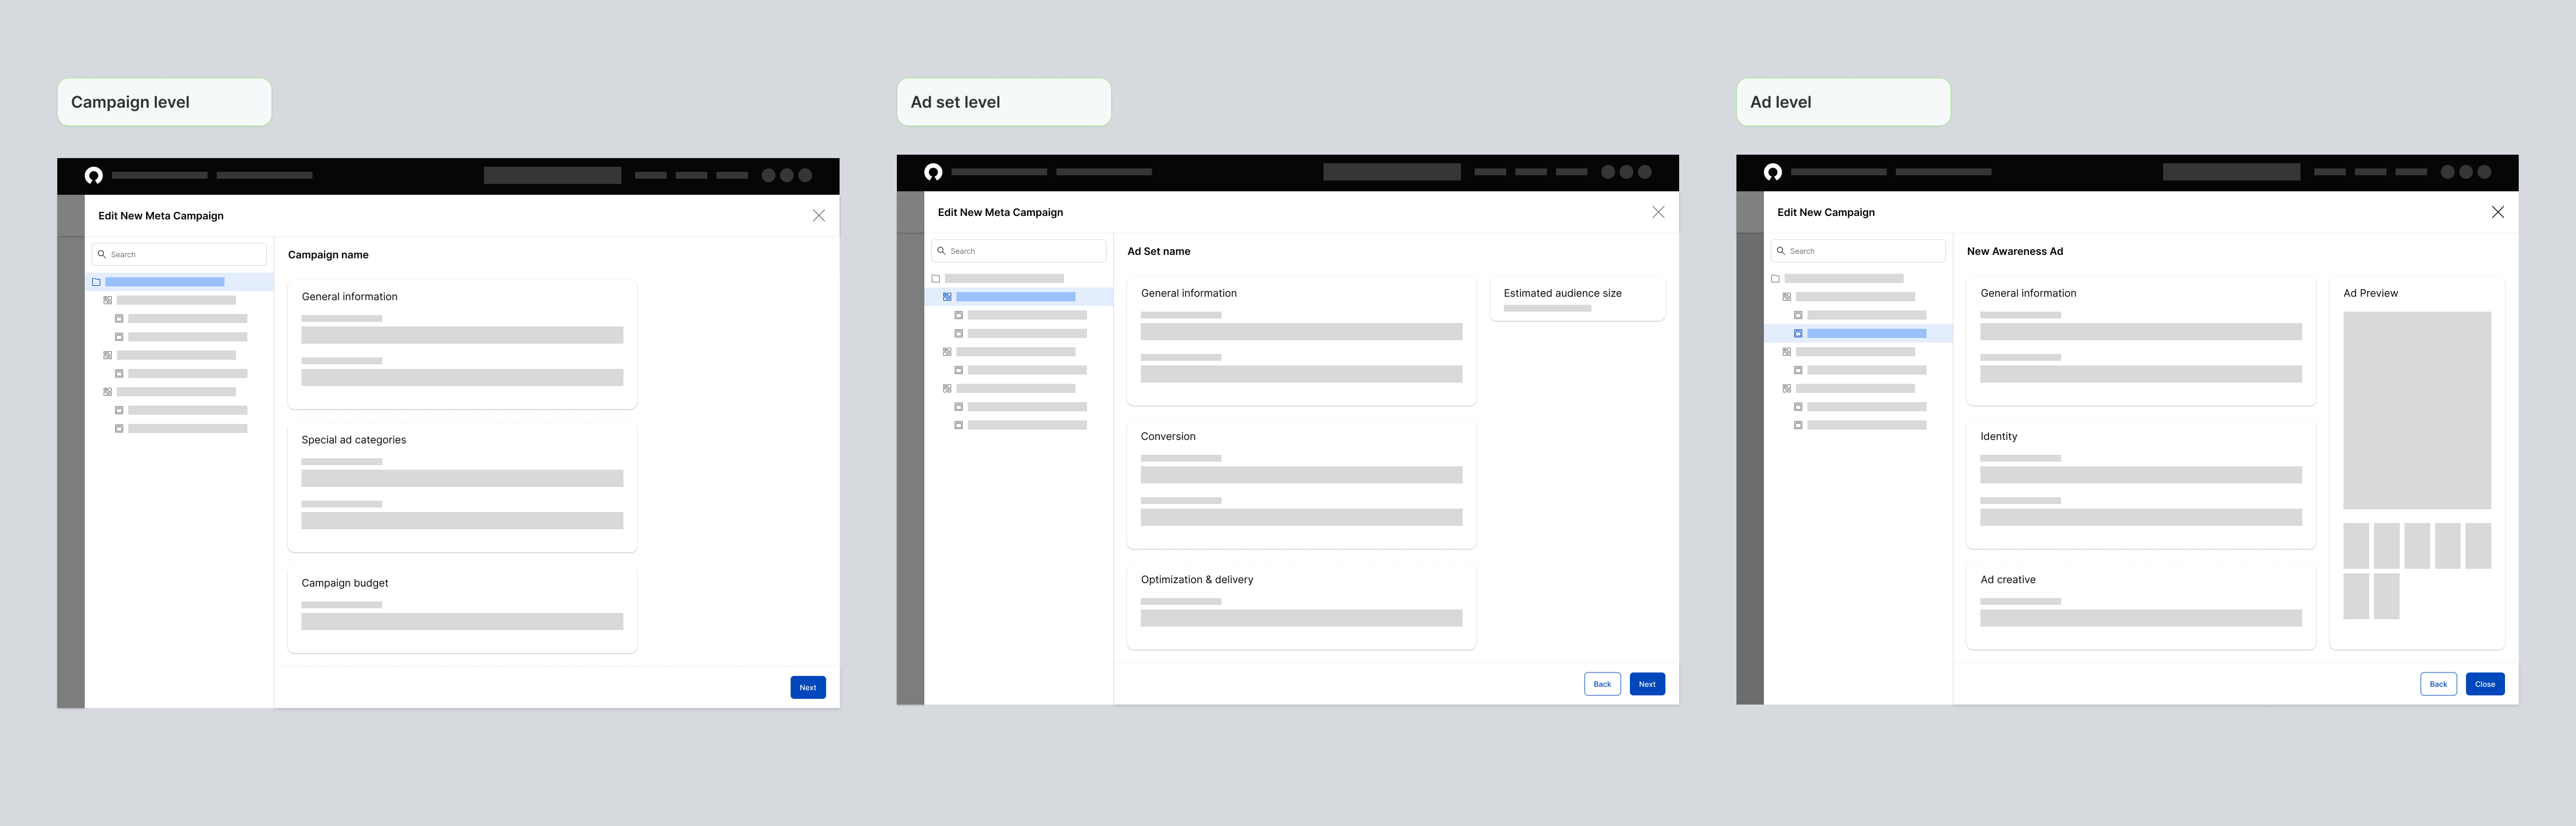 Campaign level
Edit New Meta Campaign
Search
Campaign name
General information
Special ad categories
Campaign budget
Next
Ad set level
Edit New Meta Campaign
Search
Ad Set name
General information
Estimated audience size
Conversion
Optimization & delivery
Back
Next
Ad level
Edit New Campaign
Search
New Awareness Ad
General information
Ad Preview
Identity
Ad creative
Back
Close